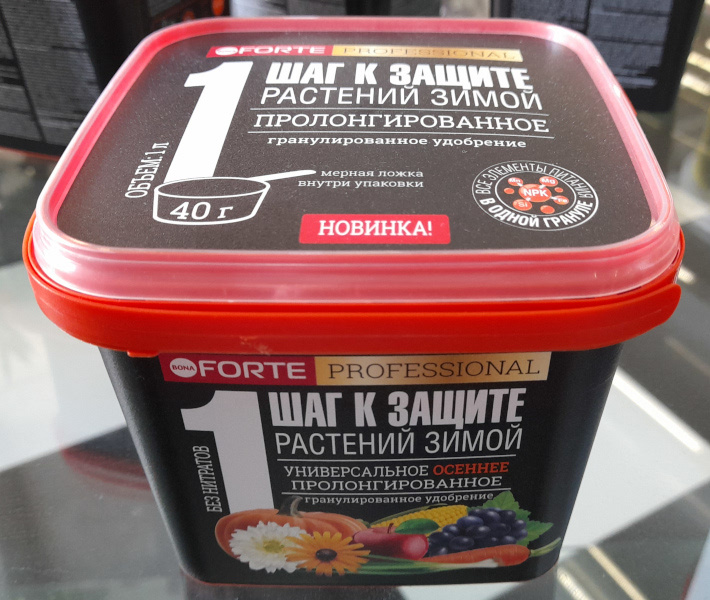 BONA FORTE PROFESSIONAL
1 ШАГ К ЗАЩИТЕ
РАСТЕНИЙ ЗИМОЙ
ПРОЛОНГИРОВАННОЕ
гранулированное удобрение
ОБЪЕМ: 1 л
40 г
мерная ложка
внутри упаковки
НОВИНКА!
ВСЕ ЭЛЕМЕНТЫ ПИТАНИЯ
В ОДНОЙ ГРАНУЛЕ
NPK
Si
BONA FORTE PROFESSIONAL
1 ШАГ К ЗАЩИТЕ
РАСТЕНИЙ ЗИМОЙ
БЕЗ НИТРАТОВ
УНИВЕРСАЛЬНОЕ ОСЕННЕЕ
ПРОЛОНГИРОВАННОЕ
гранулированное удобрение